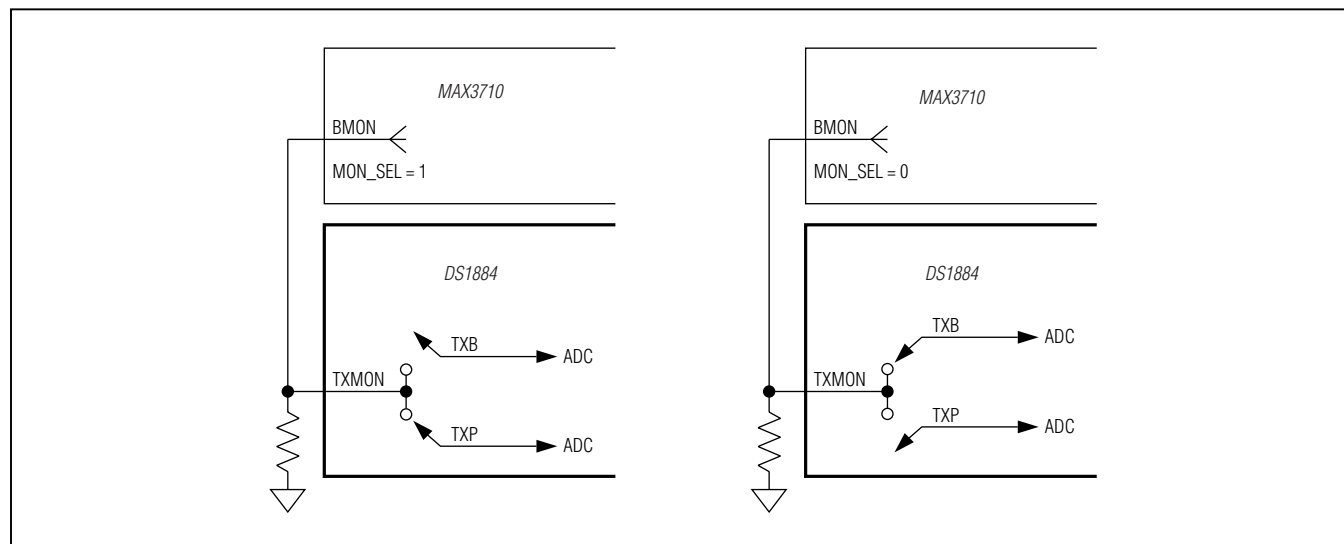 MAX3710
BMON
MON_SEL = 1
DS1884
TXB
ADC
TXMON
TXP
ADC
MAX3710
BMON
MON_SEL = 0
DS1884
TXB
ADC
TXMON
TXP
ADC